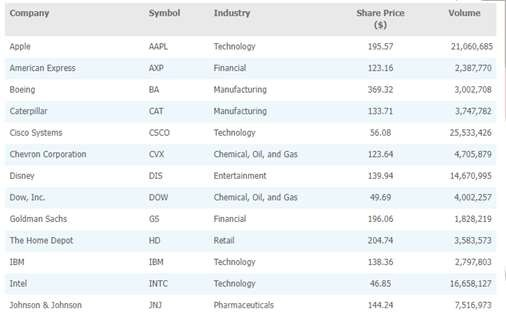 Company Symbol Industry Share Price ($) Volume
Apple AAPL Technology 195.57 21,060,685
American Express AXP Financial 123.16 2,387,770
Boeing BA Manufacturing 369.32 3,002,708
Caterpillar CAT Manufacturing 133.71 3,747,782
Cisco Systems CSCO Technology 56.08 25,533,426
Chevron Corporation CVX Chemical, Oil, and Gas 123.64 4,705,879
Disney DIS Entertainment 139.94 14,670,995
Dow, Inc. DOW Chemical, Oil, and Gas 49.69 4,002,257
Goldman Sachs GS Financial 196.06 1,828,219
The Home Depot HD Retail 204.74 3,583,573
IBM IBM Technology 138.36 2,797,803
Intel INTC Technology 46.85 16,658,127
Johnson & Johnson JNJ Pharmaceuticals 144.24 7,516,973